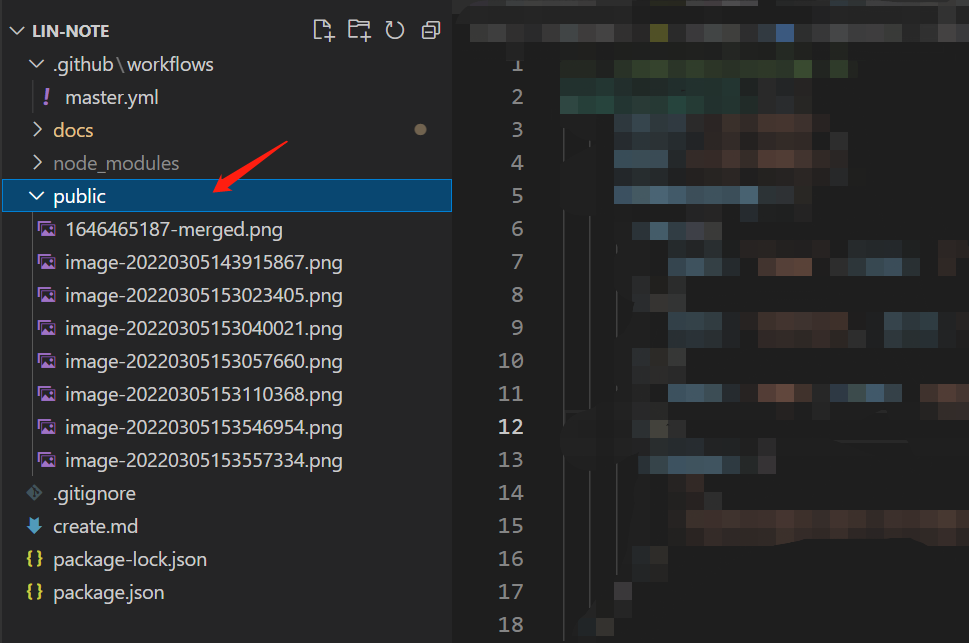 LIN-NOTE
.github\workflows
! master.yml
docs
node_modules
public
1646465187-merged.png
image-20220305143915867.png
image-20220305153023405.png
image-20220305153040021.png
image-20220305153057660.png
image-20220305153110368.png
image-20220305153546954.png
image-20220305153557334.png
.gitignore
create.md
{} package-lock.json
{} package.json
1
2
3
4
5
6
7
8
9
10
11
12
13
14
15
16
17
18